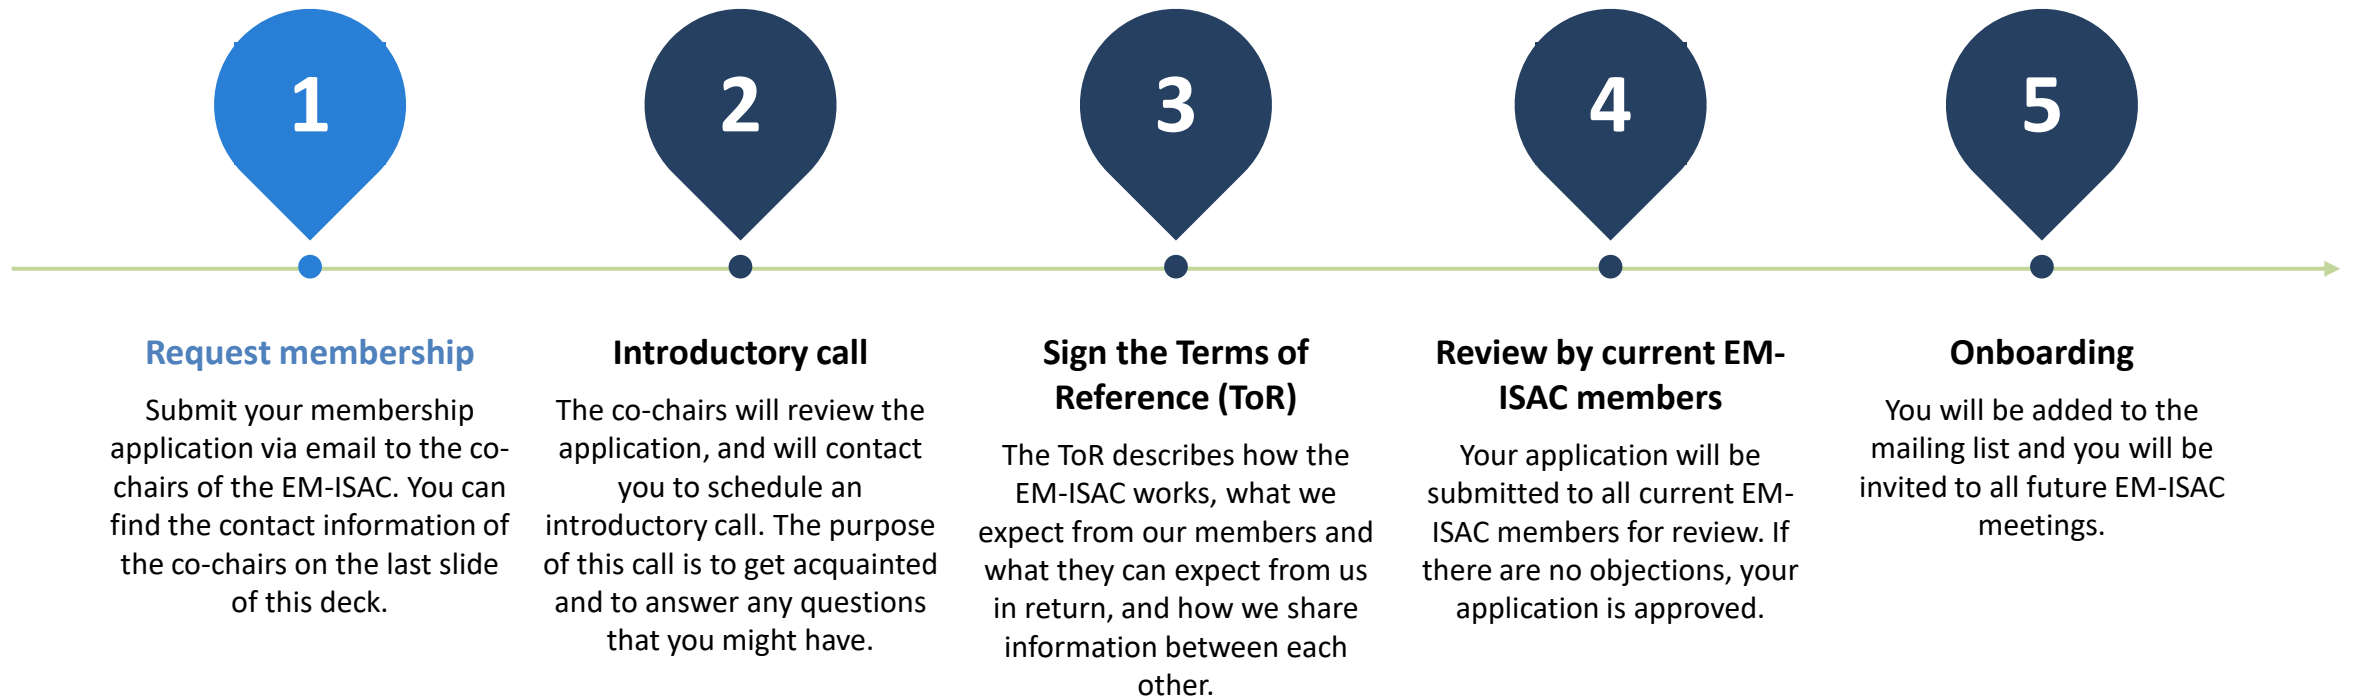 1
Request membership
Submit your membership
application via email to the co-
chairs of the EM-ISAC. You can
find the contact information of
the co-chairs on the last slide
of this deck.
2
Introductory call
The co-chairs will review the
application, and will contact
you to schedule an
introductory call. The purpose
of this call is to get acquainted
and to answer any questions
that you might have.
3
Sign the Terms of
Reference (ToR)
The ToR describes how the
EM-ISAC works, what we
expect from our members and
what they can expect from us
in return, and how we share
information between each
other.
4
Review by current EM-
ISAC members
Your application will be
submitted to all current EM-
ISAC members for review. If
there are no objections, your
application is approved.
5
Onboarding
You will be added to the
mailing list and you will be
invited to all future EM-ISAC
meetings.